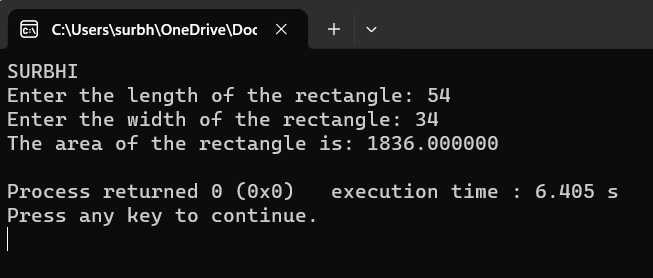 C:\Users\surbh\OneDrive\Doc
SURBHI
Enter the length of the rectangle: 54
Enter the width of the rectangle: 34
The area of the rectangle is: 1836.000000
Process returned 0 (0x0)   execution time : 6.405 s
Press any key to continue.